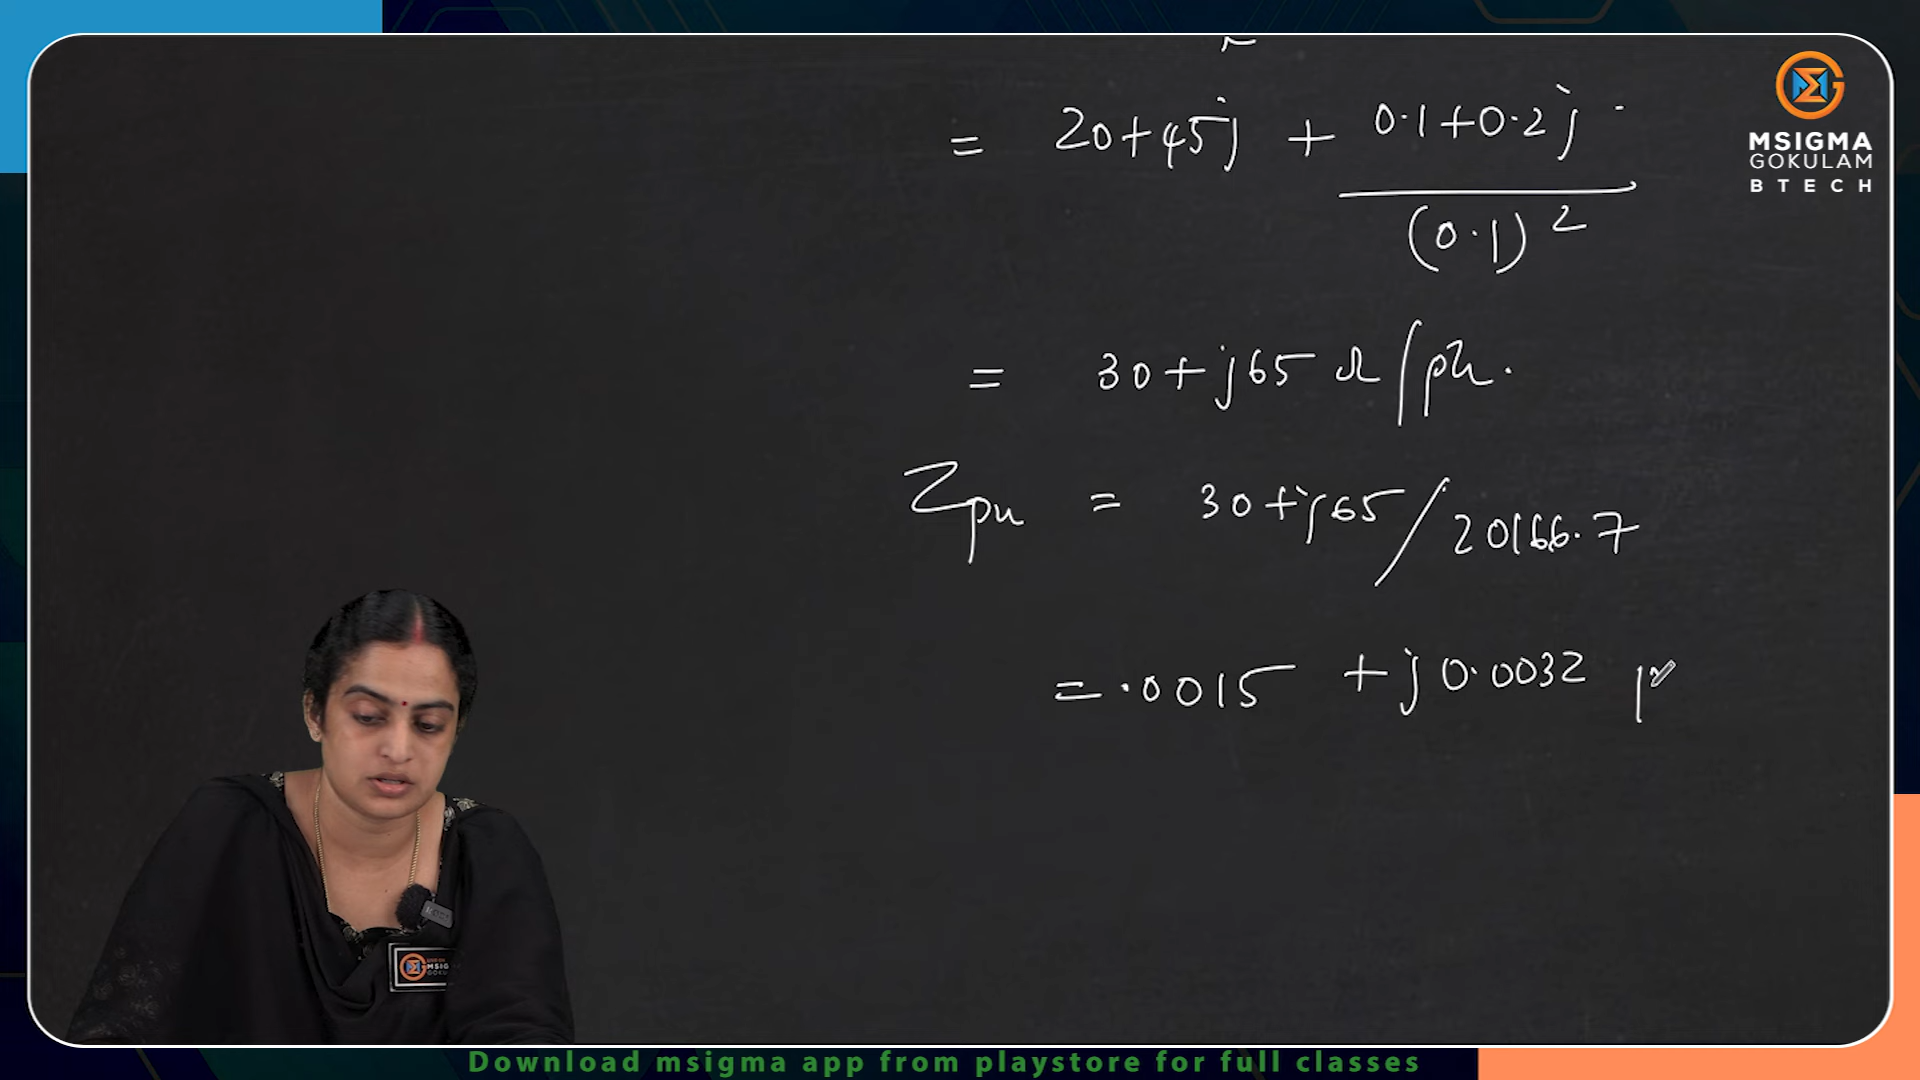 = 20+45j + 0.1+0.2j
(0.1)²
= 30+j65 Ω/ph.
Zpu = 30+j65/20166.7
= .0015 + j0.0032 p
MSIGMA
GOKULAM
BTECH
Download msigma app from playstore for full classes